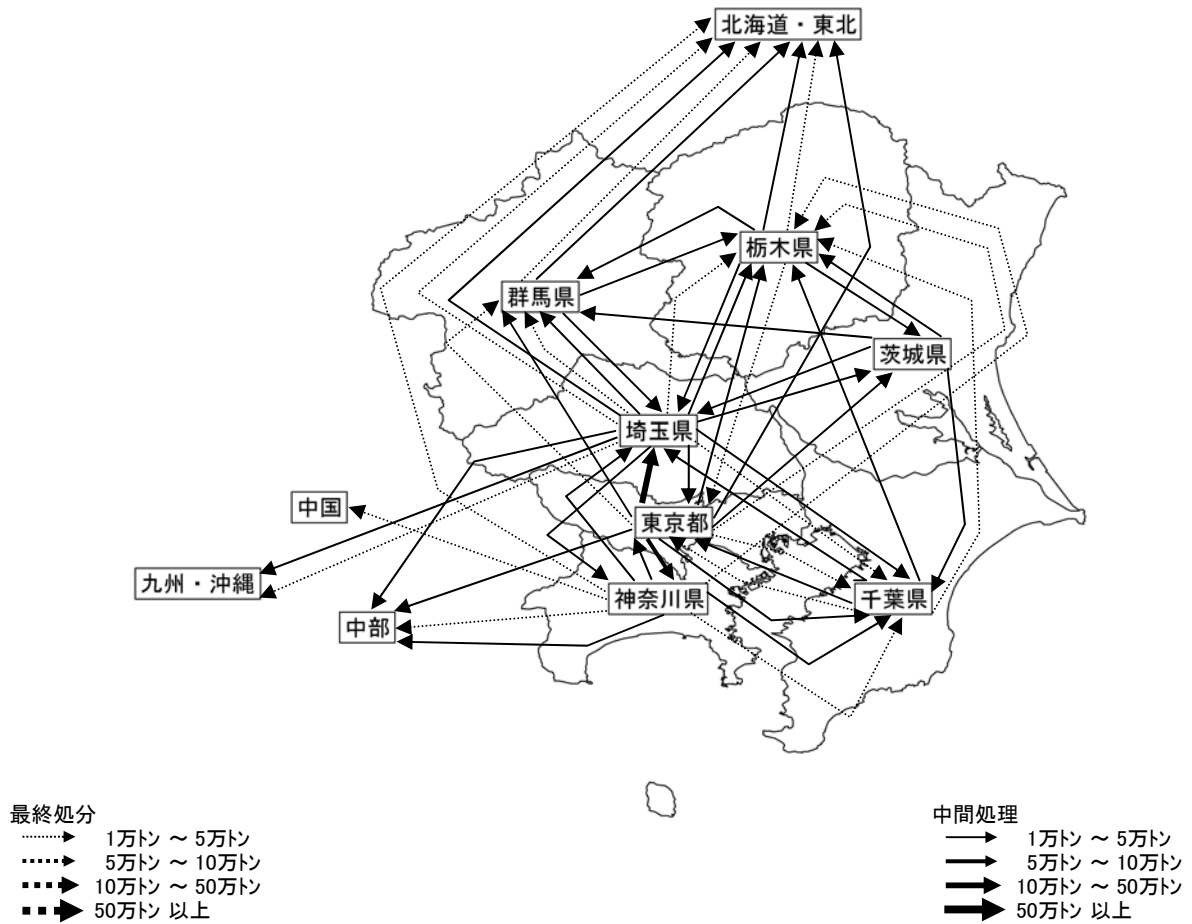 北海道・東北
栃木県
群馬県
茨城県
埼玉県
中国
東京都
九州・沖縄
神奈川県
千葉県
中部
最終処分
1万トン ～ 5万トン
5万トン ～ 10万トン
10万トン ～ 50万トン
50万トン 以上
中間処理
1万トン ～ 5万トン
5万トン ～ 10万トン
10万トン ～ 50万トン
50万トン 以上